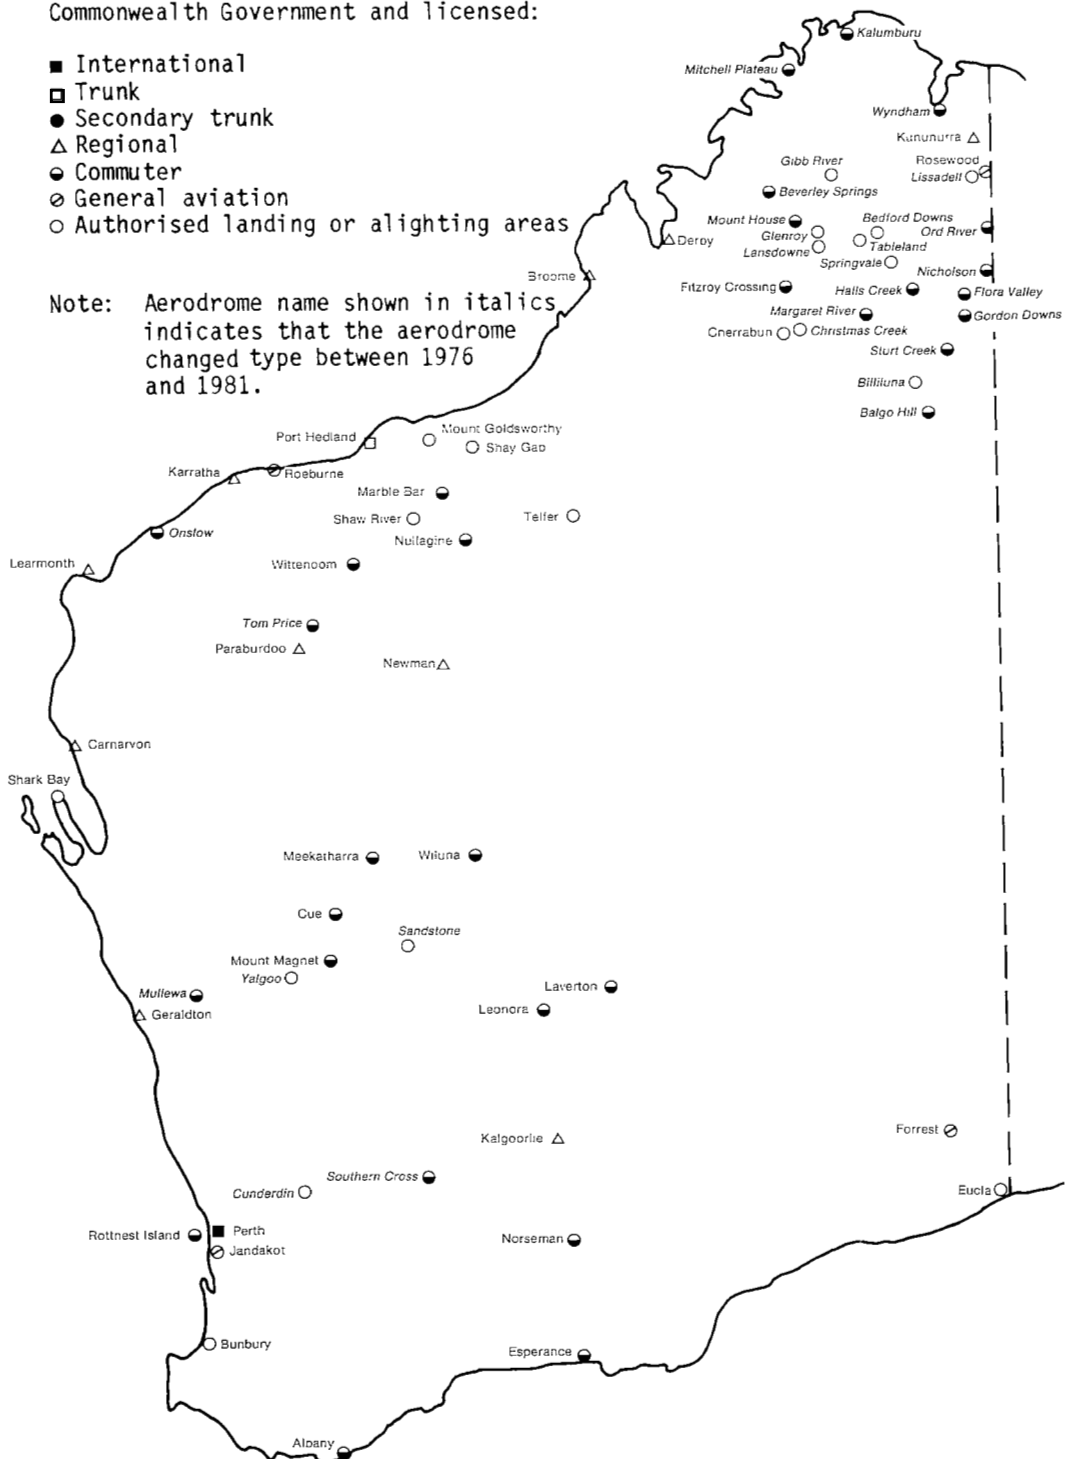 Commonwealth Government and licensed:
International
Trunk
Secondary trunk
Regional
Commuter
General aviation
Authorised landing or alighting areas
Note: Aerodrome name shown in italics
indicates that the aerodrome
changed type between 1976
and 1981.
Kalumburu
Mitchell Plateau
Wyndham
Kununurra
Gibb River
Rosewood
Lissadell
Beverley Springs
Mount House
Bedford Downs
Glenroy
Ord River
Derby
Lansdowne
Tableland
Springvale
Nicholson
Broome
Fitzroy Crossing
Halls Creek
Flora Valley
Margaret River
Gordon Downs
Cherrabun
Christmas Creek
Sturt Creek
Billiluna
Balgo Hill
Port Hedland
Mount Goldsworthy
Shay Gap
Karratha
Roeburne
Marble Bar
Shaw River
Telfer
Onslow
Nullagine
Learmonth
Wittenoom
Tom Price
Paraburdoo
Newman
Carnarvon
Shark Bay
Meekatharra
Wiluna
Cue
Sandstone
Mount Magnet
Yalgoo
Laverton
Mullewa
Leonora
Geraldton
Forrest
Kalgoorlie
Southern Cross
Cunderdin
Eucla
Perth
Rottnest Island
Norseman
Jandakot
Bunbury
Esperance
Albany